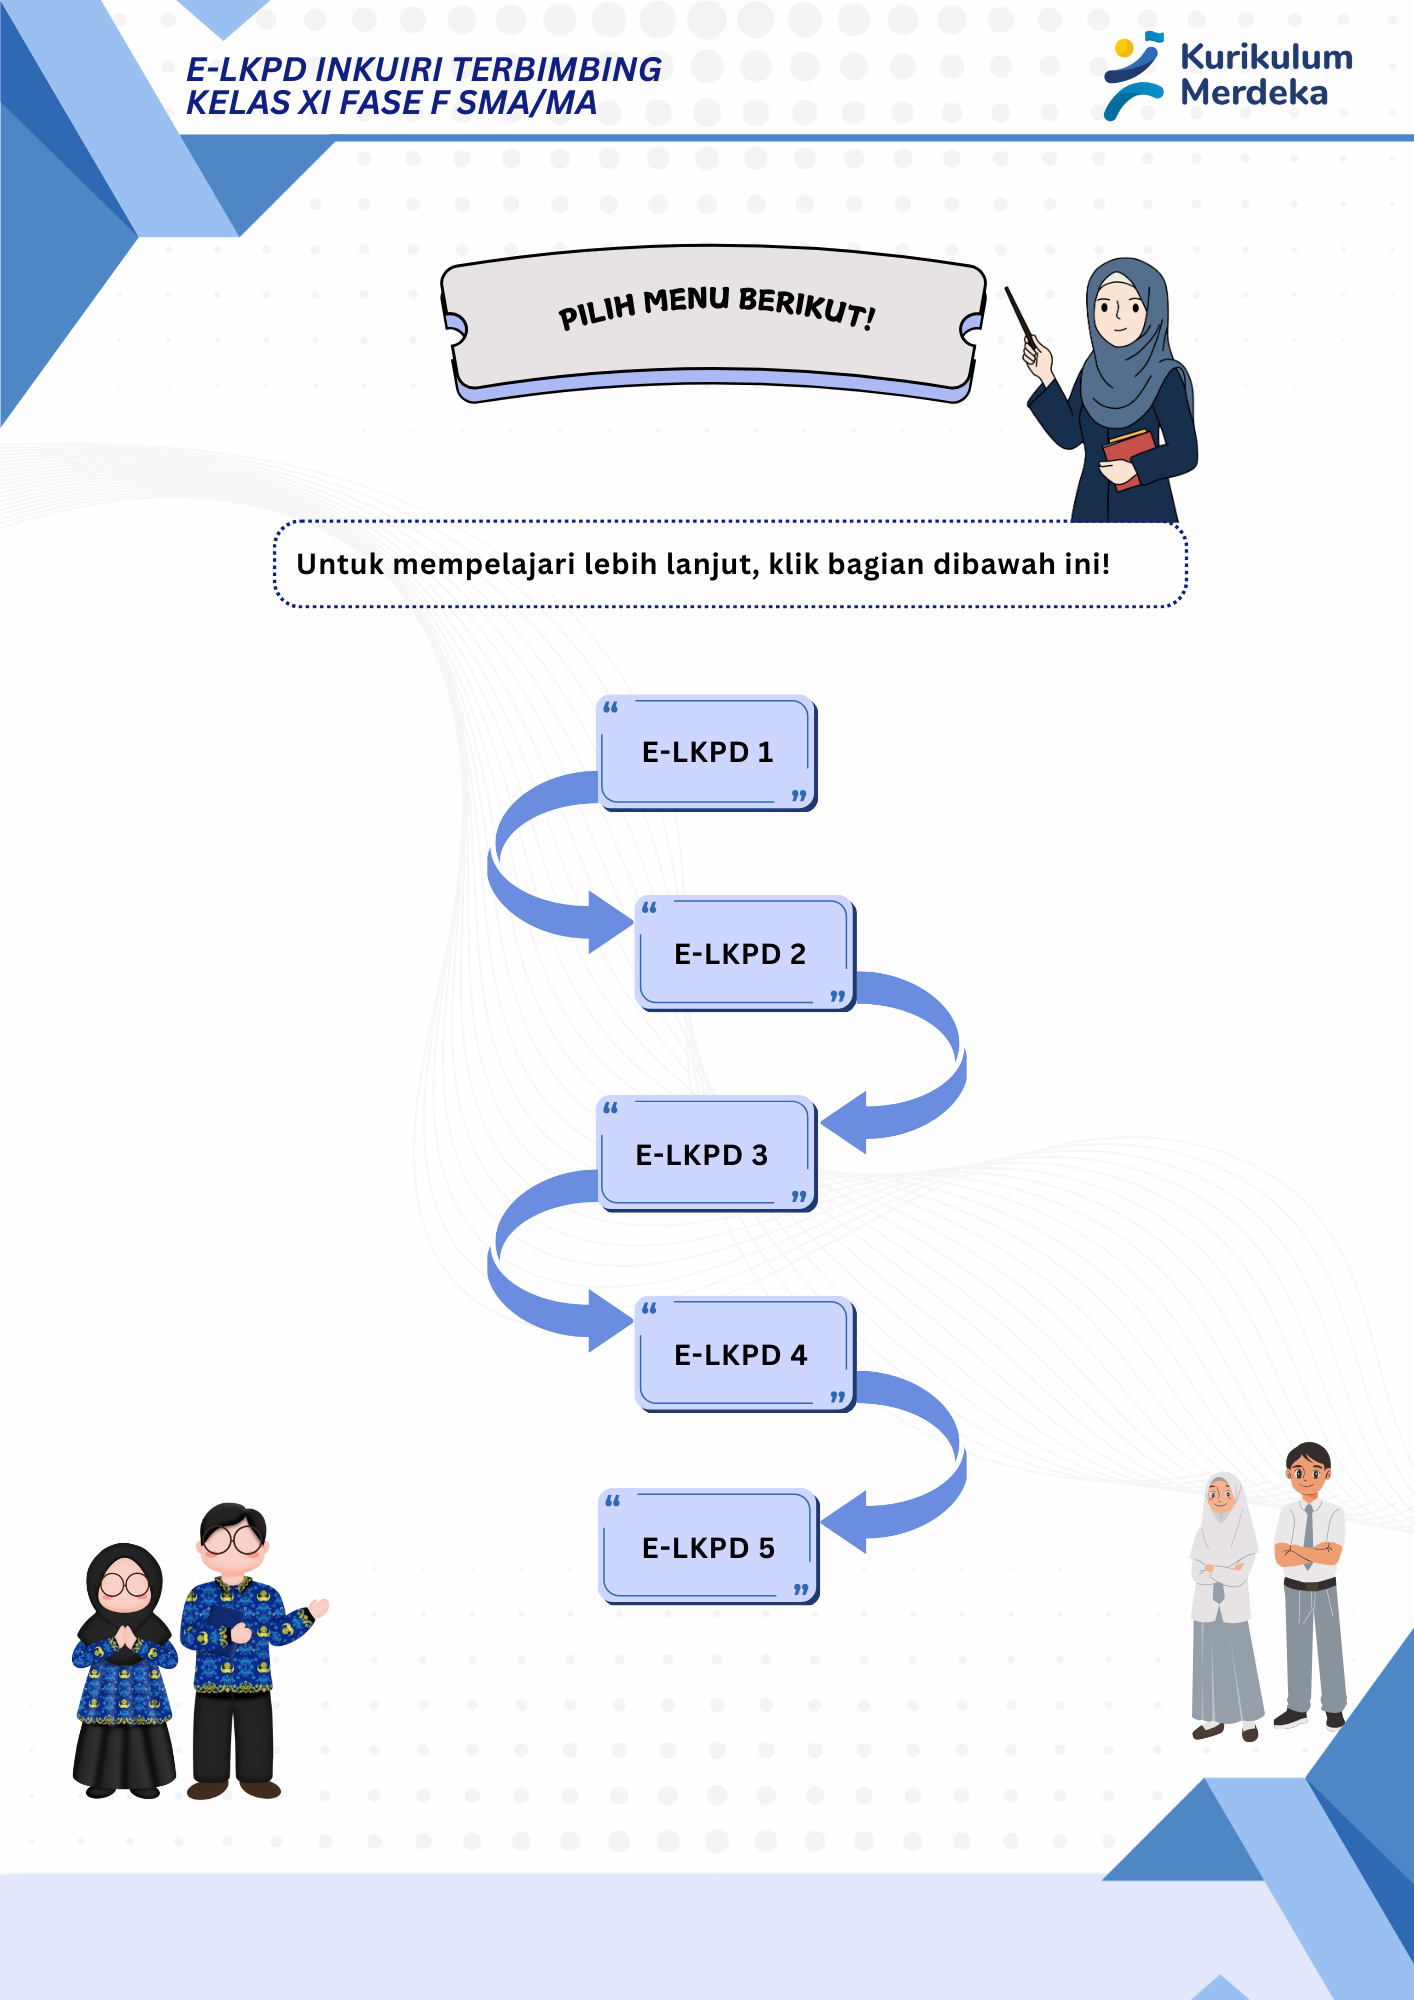 E-LKPD INKUIRI TERBIMBING
KELAS XI FASE F SMA/MA
Kurikulum
Merdeka
PILIH MENU BERIKUT!
Untuk mempelajari lebih lanjut, klik bagian dibawah ini!
“
E-LKPD 1
”
“
E-LKPD 2
”
“
E-LKPD 3
”
“
E-LKPD 4
”
“
E-LKPD 5
”